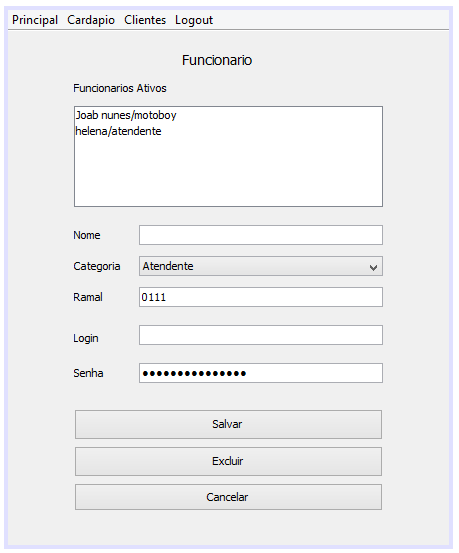 Principal Cardapio Clientes Logout
Funcionario
Funcionarios Ativos
Joab nunes/motoboy
helena/atendente
Nome
Categoria Atendente
Ramal 0111
Login
Senha ●●●●●●●●●●●●●●●
Salvar
Excluir
Cancelar